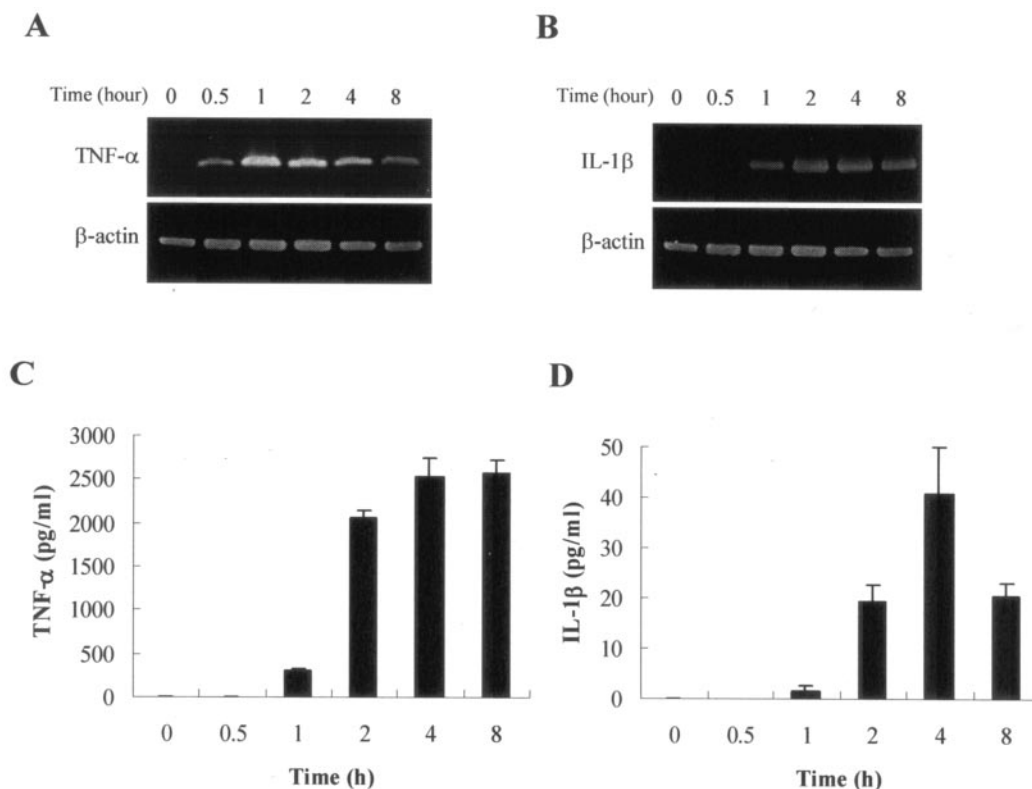 A
B
Time (hour) 0 0.5 1 2 4 8
Time (hour) 0 0.5 1 2 4 8
TNF-α
IL-1β
β-actin
β-actin
C
D
3000
2500
2000
1500
1000
500
0
TNF-α (pg/ml)
0 0.5 1 2 4 8
Time (h)
50
40
30
20
10
0
IL-1β (pg/ml)
0 0.5 1 2 4 8
Time (h)